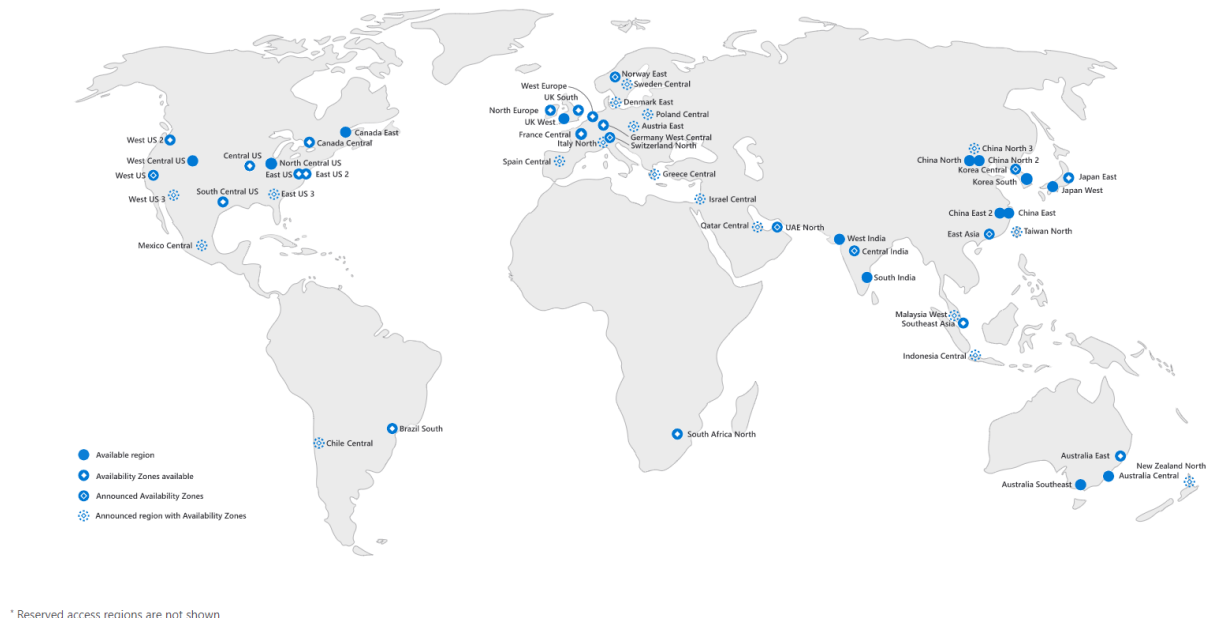 Norway East
Sweden Central
West Europe
UK South
Denmark East
North Europe
Poland Central
UK West
Austria East
France Central
Germany West Central
Italy North
Switzerland North
Spain Central
Greece Central
Israel Central
Qatar Central
UAE North
West US 2
Canada East
Canada Central
West Central US
Central US
North Central US
West US
East US
East US 2
West US 3
South Central US
East US 3
Mexico Central
China North 3
China North
China North 2
Korea Central
Korea South
Japan East
Japan West
China East 2
China East
East Asia
Taiwan North
West India
Central India
South India
Malaysia West
Southeast Asia
Indonesia Central
Chile Central
Brazil South
South Africa North
Australia East
New Zealand North
Australia Central
Australia Southeast
Available region
Availability Zones available
Announced Availability Zones
Announced region with Availability Zones
* Reserved access regions are not shown